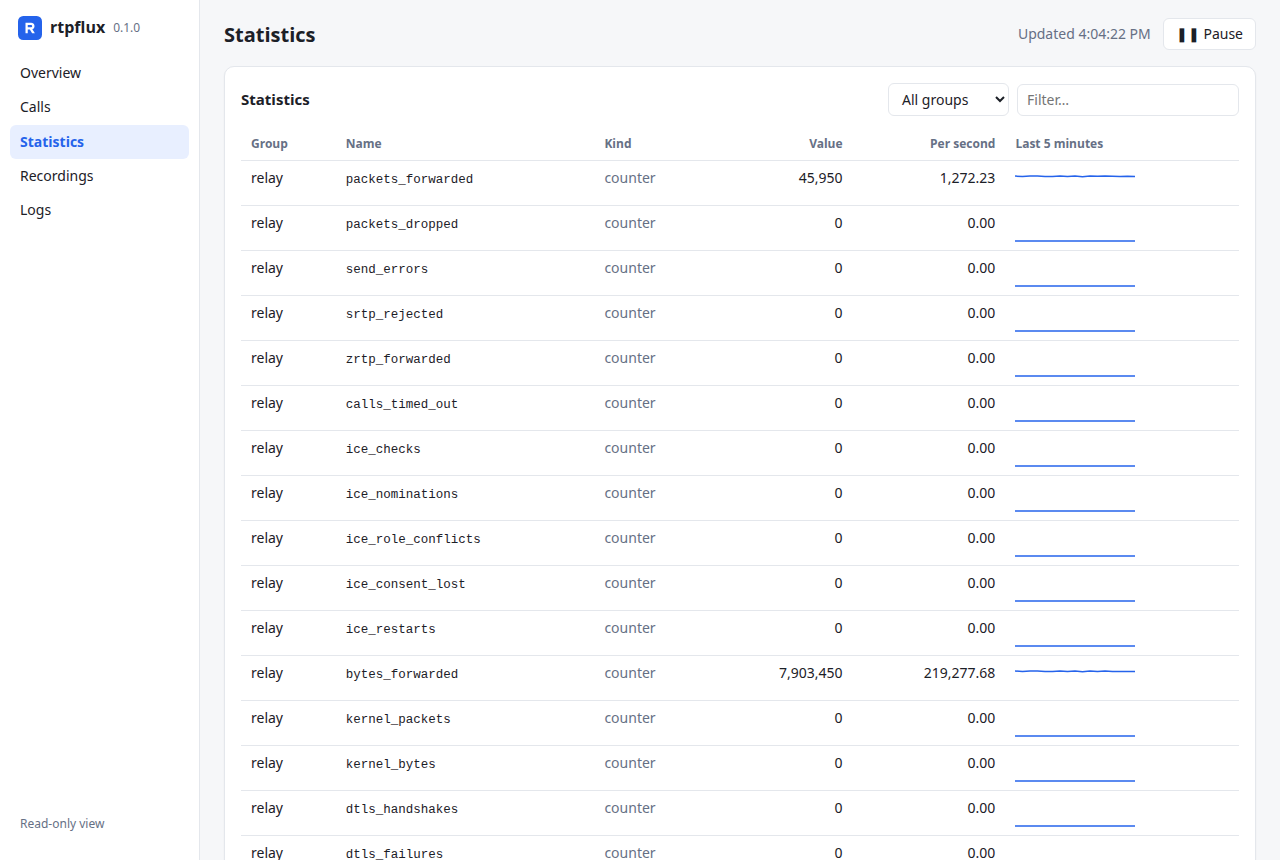 R rtpflux 0.1.0
Overview
Calls
Statistics
Recordings
Logs
Read-only view
Statistics
Updated 4:04:22 PM
❚❚ Pause
Statistics
All groups
Filter...
Group Name Kind Value Per second Last 5 minutes
relay packets_forwarded counter 45,950 1,272.23
relay packets_dropped counter 0 0.00
relay send_errors counter 0 0.00
relay srtp_rejected counter 0 0.00
relay zrtp_forwarded counter 0 0.00
relay calls_timed_out counter 0 0.00
relay ice_checks counter 0 0.00
relay ice_nominations counter 0 0.00
relay ice_role_conflicts counter 0 0.00
relay ice_consent_lost counter 0 0.00
relay ice_restarts counter 0 0.00
relay bytes_forwarded counter 7,903,450 219,277.68
relay kernel_packets counter 0 0.00
relay kernel_bytes counter 0 0.00
relay dtls_handshakes counter 0 0.00
relay dtls_failures counter 0 0.00